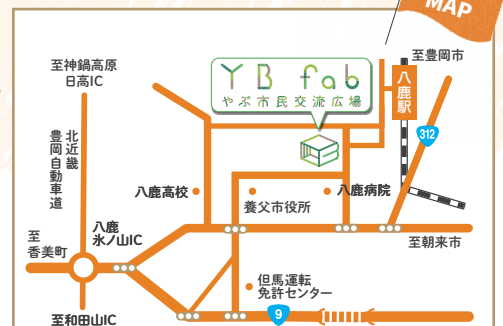 MAP
至豊岡市
至神鍋高原
日高IC
YB fab
やぶ市民交流広場
八鹿駅
312
北近畿
豊岡自動車道
八鹿高校
八鹿病院
養父市役所
八鹿
氷ノ山IC
至
香美町
至朝来市
但馬運転
免許センター
9
至和田山IC